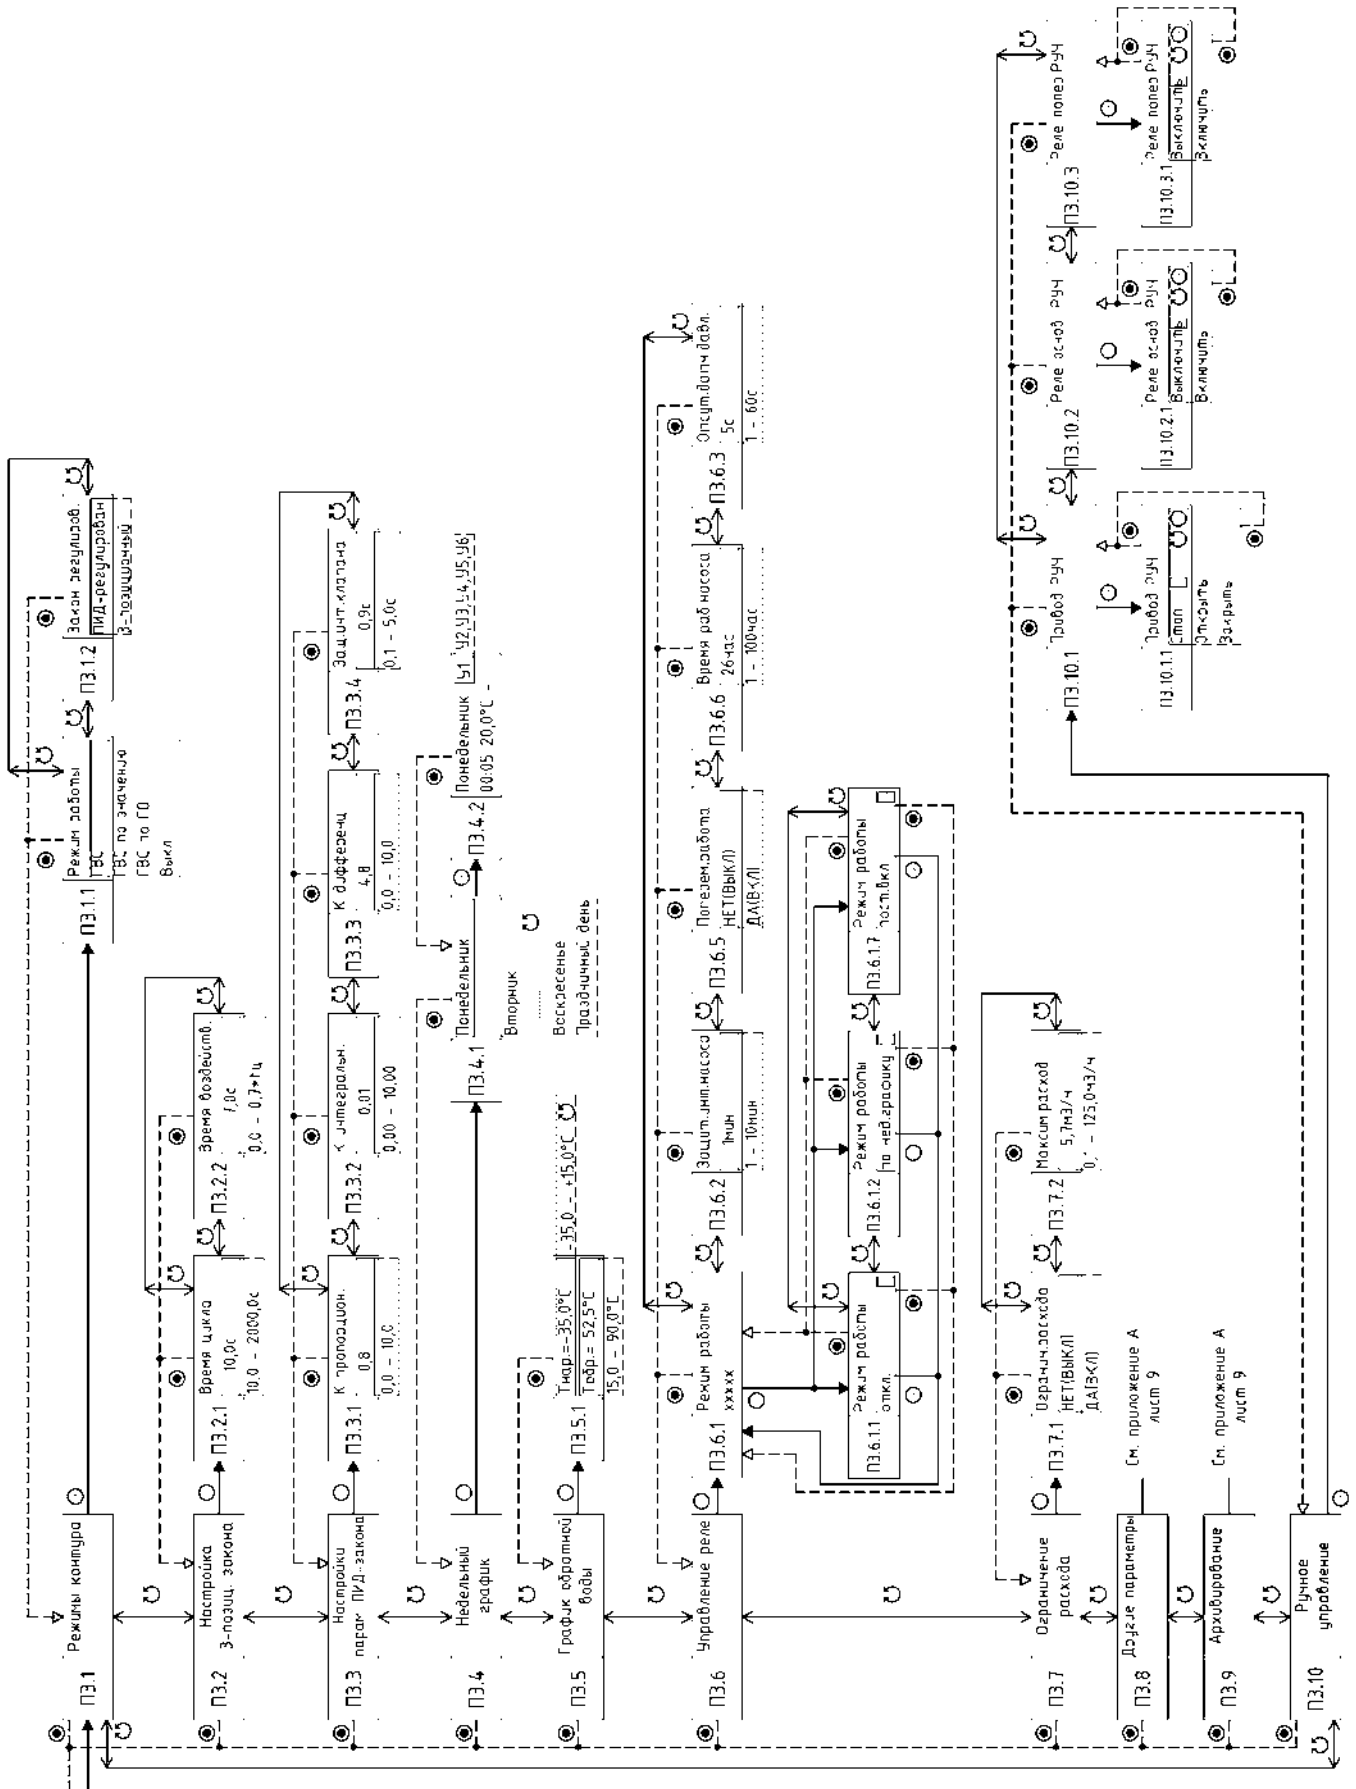 П3.1
Режимы контура
П3.1.1
Режим работы
ГВС
ГВС по значению
ГВС по ГО
Выкл
П3.1.2
Закон регулиров.
ПИД-регулирован
3-позиционный
П3.2
Настройка
3-позиц. закона
П3.2.1
Время цикла
10,0с
10.0 - 2000,0с
П3.2.2
Время воздейств.
1,0с
П3.3
Настройки
парам ПИД-закона
П3.3.1
К пропорцион.
0,8
0,0 - 10,0
П3.3.2
К интегральн.
0,01
0,00 - 10,00
П3.3.3
К дифференц
4,8
0,0 - 10,0
П3.3.4
Защ.инт.клапана
0,9с
0,1 - 5,0с
П3.4
Недельный
график
П3.4.1
Понедельник
Вторник
........
Воскресенье
Праздничный день
П3.4.2
Понедельник
00:05 20,0°С -
У1 У2,У3,У4,У5,У6
П3.5
График обратной
воды
П3.5.1
Тнар.=-35,0°С
-35,0 - +15,0°С
Тобр.= 52,5°С
15,0 - 90,0°С
П3.6
Управление реле
П3.6.1
Режим работы
ххххх
П3.6.2
Защит.инт.насоса
1мин
1 - 10мин
П3.6.5
Поперем.работа
НЕТ(ВЫКЛ)
ДА(ВКЛ)
П3.6.6
Время раб насоса
26час
1 - 100час
П3.6.3
Отсут.датч давл.
5с
1 - 60с
П3.6.1.1
Режим работы
откл.
П3.6.1.2
Режим работы
по нед.графику
П3.6.1.7
Режим работы
пост.вкл
П3.7
Ограничение
расхода
П3.7.1
Огранич.расхода
НЕТ(ВЫКЛ)
ДА(ВКЛ)
П3.7.2
Максим расход
5,7м3/ч
0,1 - 125,0м3/ч
П3.8
Другие параметры
См. приложение А
лист 9
П3.9
Архивирование
См. приложение А
лист 9
П3.10
Ручное
управление
П3.10.1
Привод РУЧ
П3.10.2
Реле основ РУЧ
П3.10.3
Реле попер РУЧ
П3.10.1.1
Привод РУЧ
Стоп
Открыть
Закрыть
П3.10.2.1
Реле основ РУЧ
Выключить
Включить
П3.10.3.1
Реле попер РУЧ
Выключить
Включить